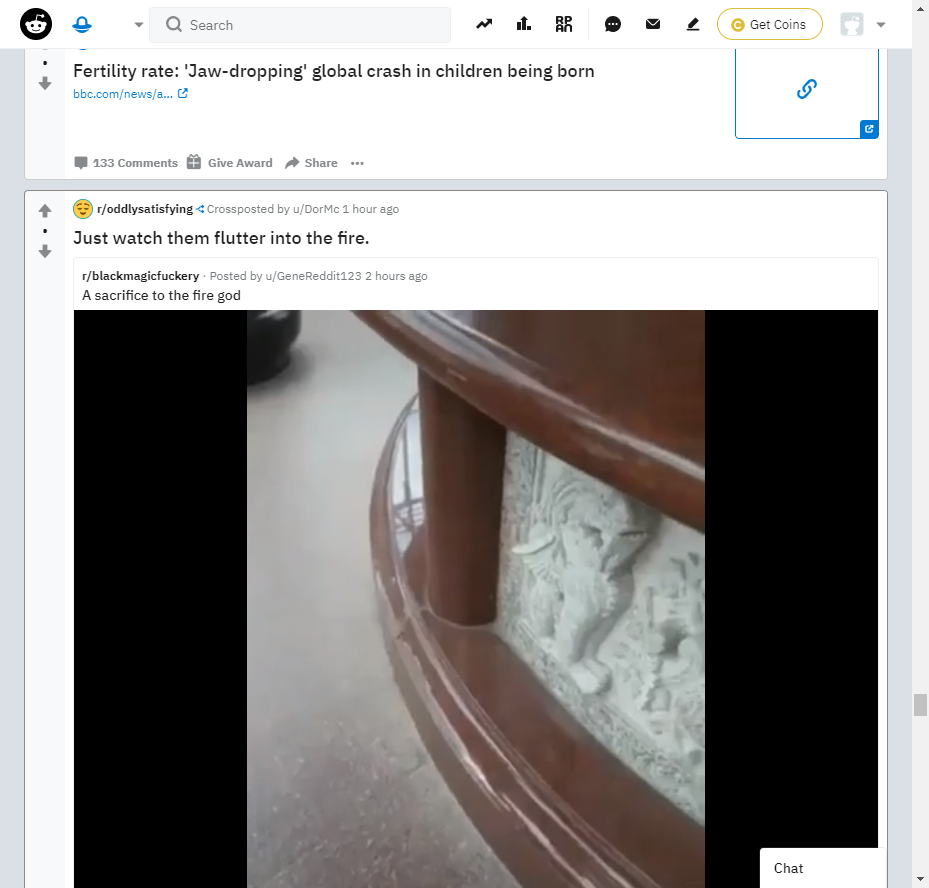 Search
RP
AN
Get Coins
Fertility rate: 'Jaw-dropping' global crash in children being born
bbc.com/news/a...
133 Comments Give Award Share
r/oddlysatisfying Crossposted by u/DorMc 1 hour ago
Just watch them flutter into the fire.
r/blackmagicfuckery · Posted by u/GeneReddit123 2 hours ago
A sacrifice to the fire god
Chat